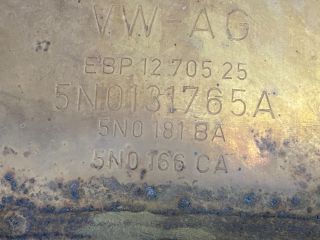 VW-AG
EBP 12.705.25
5N0131765A
5N0 181 BA
5N0 166 CA